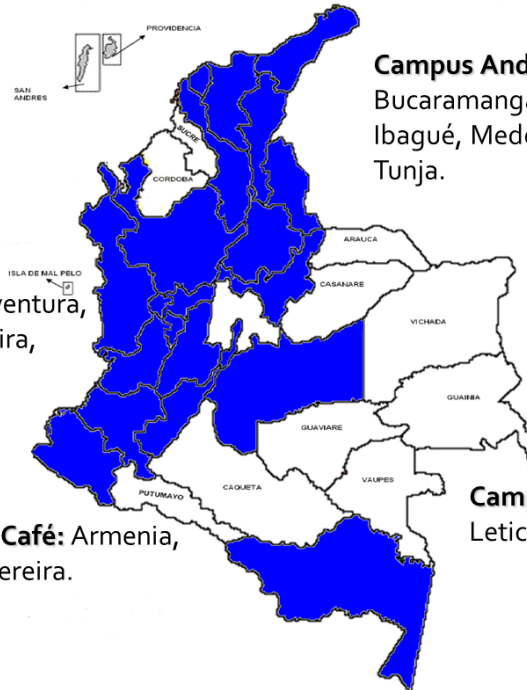 PROVIDENCIA
SAN
ANDRES
Campus And
Bucaramanga
Ibagué, Mede
Tunja.
SUCRE
CORDOBA
ARAUCA
ISLA DE MAL PELO
CASANARE
ventura,
ira,
VICHADA
GUAINIA
GUAVIARE
VAUPES
CAQUETA
PUTUMAYO
Cam
Letic
Café: Armenia,
ereira.